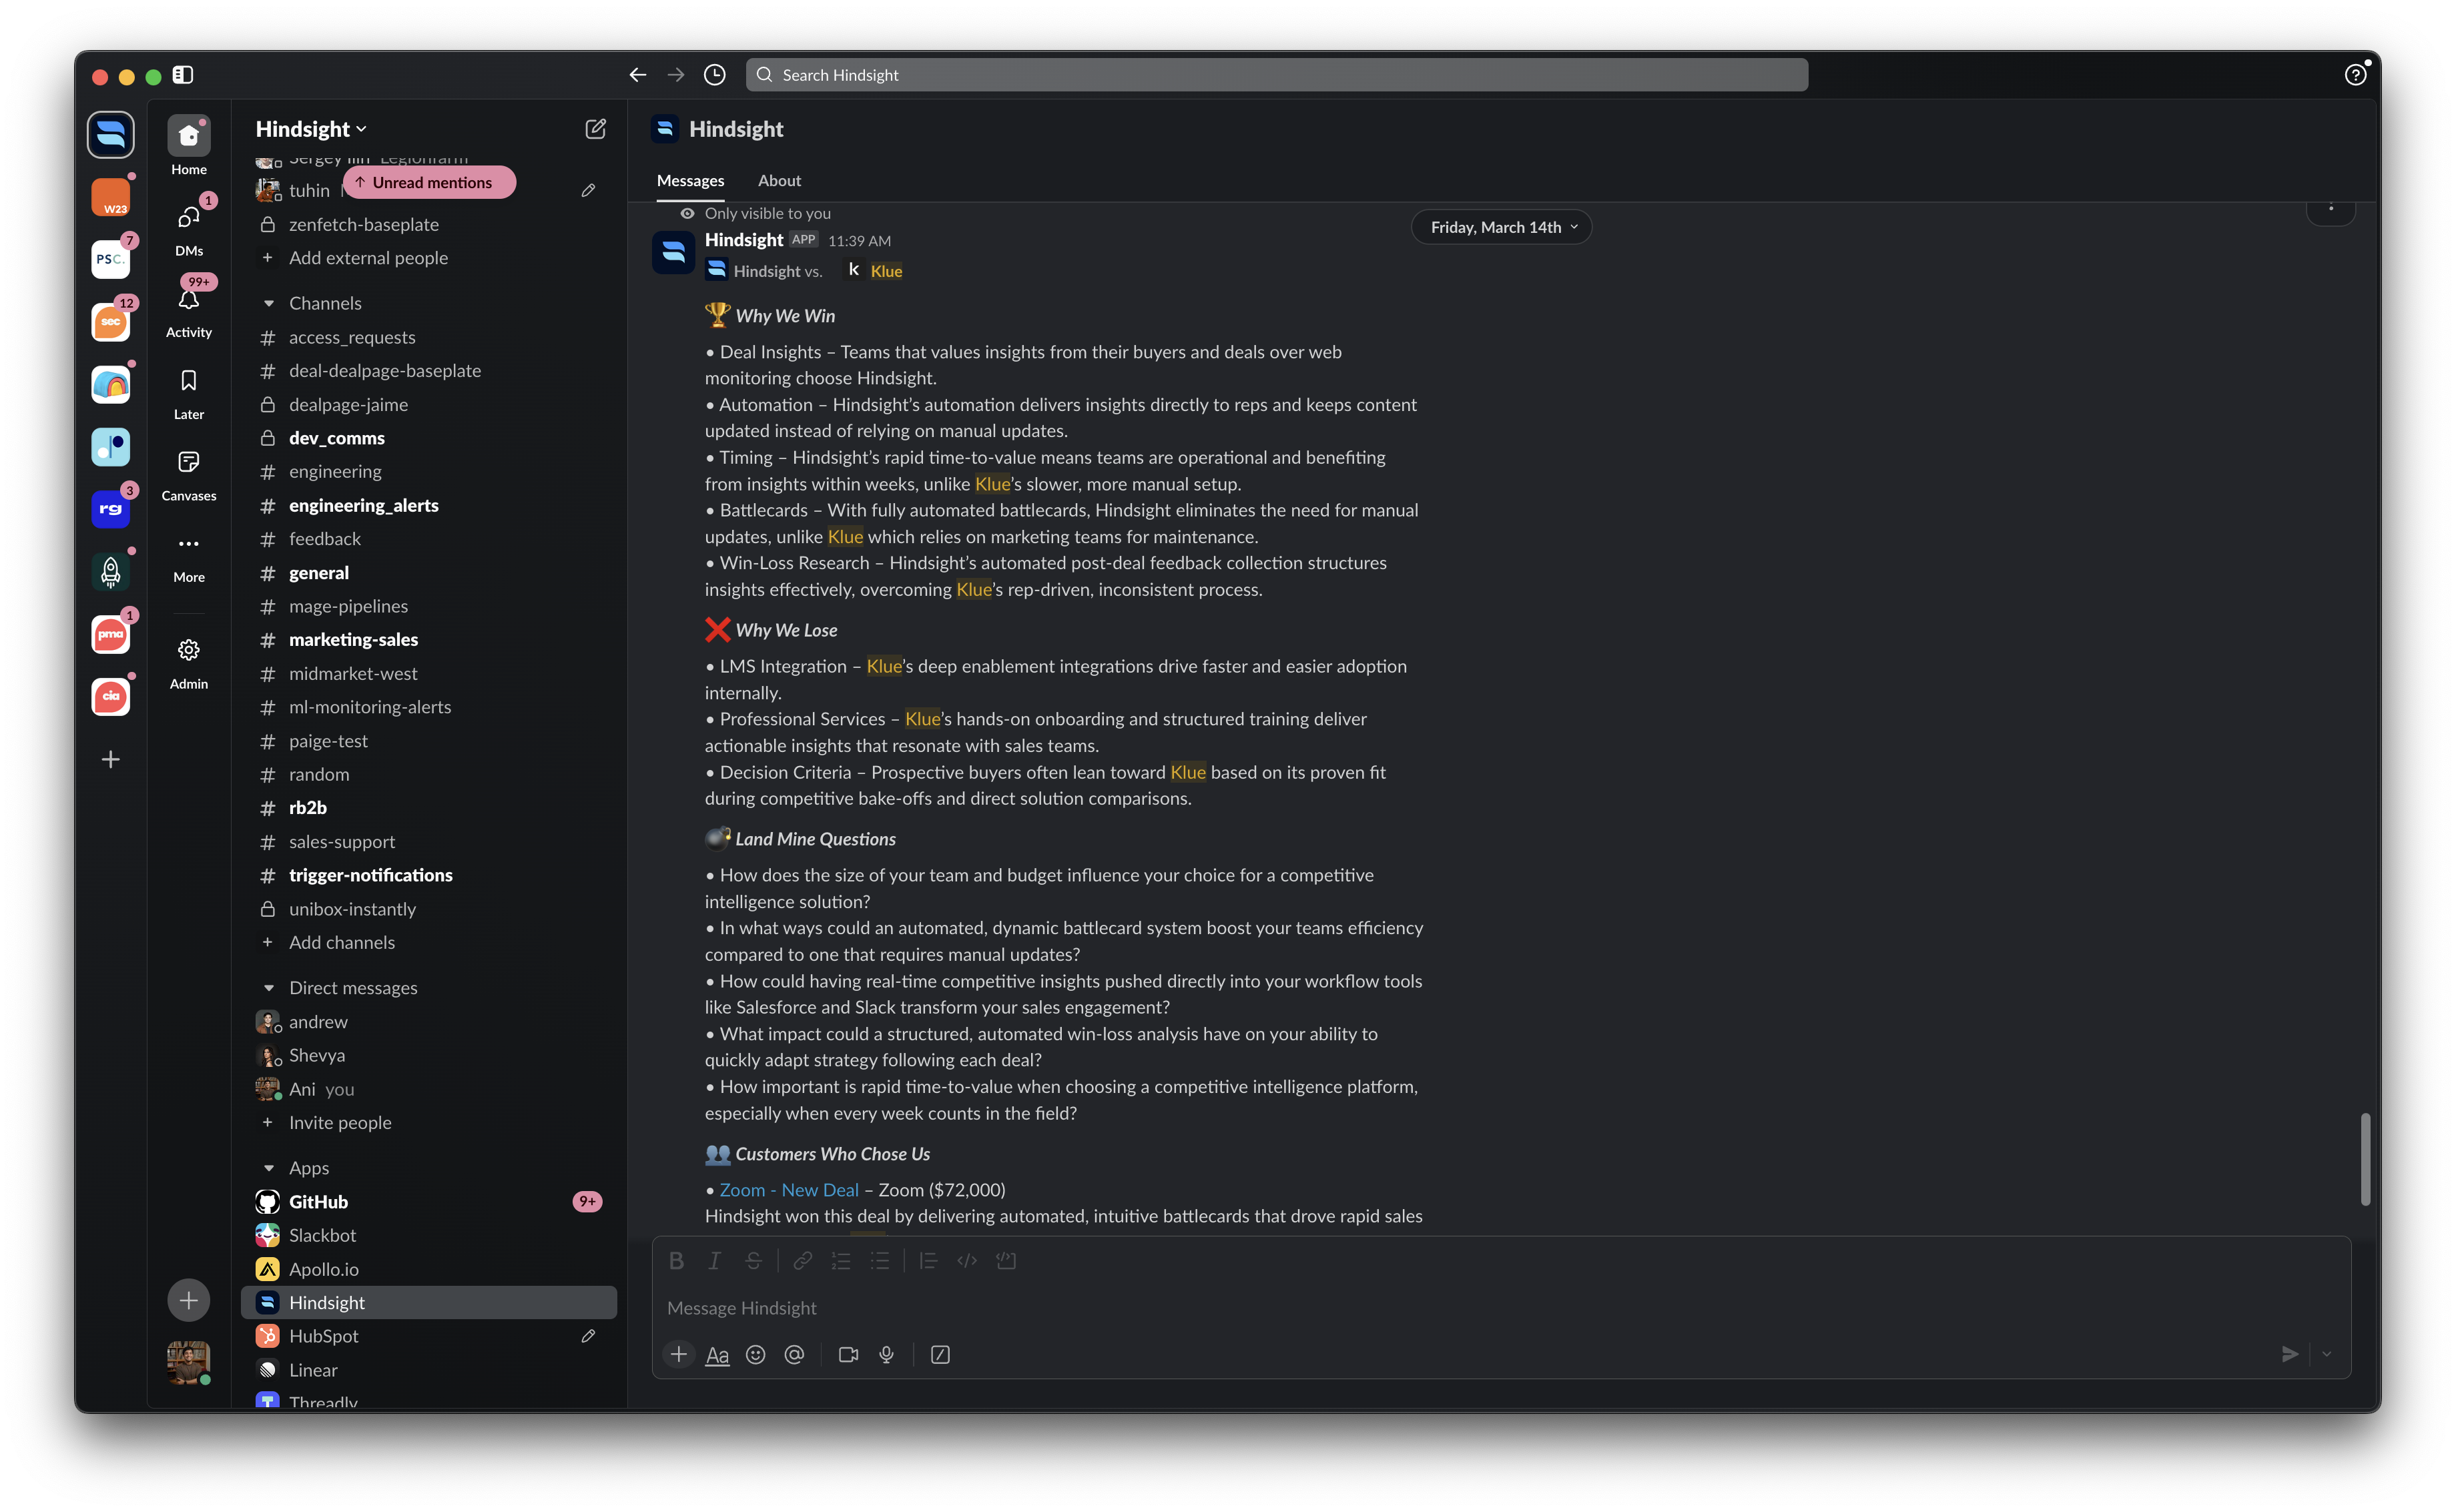 Search Hindsight
W23
7
PSC.
12
sec
3
rg
1
pma
cia
Home
1
DMs
99+
Activity
Later
Canvases
More
Admin
Hindsight
Sergey Ilin Legionfarm
tuhin
Unread mentions
zenfetch-baseplate
Add external people
Channels
access_requests
deal-dealpage-baseplate
dealpage-jaime
dev_comms
engineering
engineering_alerts
feedback
general
mage-pipelines
marketing-sales
midmarket-west
ml-monitoring-alerts
paige-test
random
rb2b
sales-support
trigger-notifications
unibox-instantly
Add channels
Direct messages
andrew
Shevya
Ani you
Invite people
Apps
GitHub 9+
Slackbot
Apollo.io
Hindsight
HubSpot
Linear
Threadly
Hindsight
Messages About
Only visible to you
Friday, March 14th
Hindsight APP 11:39 AM
Hindsight vs. k Klue
Why We Win
• Deal Insights – Teams that values insights from their buyers and deals over web
monitoring choose Hindsight.
• Automation – Hindsight’s automation delivers insights directly to reps and keeps content
updated instead of relying on manual updates.
• Timing – Hindsight’s rapid time-to-value means teams are operational and benefiting
from insights within weeks, unlike Klue’s slower, more manual setup.
• Battlecards – With fully automated battlecards, Hindsight eliminates the need for manual
updates, unlike Klue which relies on marketing teams for maintenance.
• Win-Loss Research – Hindsight’s automated post-deal feedback collection structures
insights effectively, overcoming Klue’s rep-driven, inconsistent process.
Why We Lose
• LMS Integration – Klue’s deep enablement integrations drive faster and easier adoption
internally.
• Professional Services – Klue’s hands-on onboarding and structured training deliver
actionable insights that resonate with sales teams.
• Decision Criteria – Prospective buyers often lean toward Klue based on its proven fit
during competitive bake-offs and direct solution comparisons.
Land Mine Questions
• How does the size of your team and budget influence your choice for a competitive
intelligence solution?
• In what ways could an automated, dynamic battlecard system boost your teams efficiency
compared to one that requires manual updates?
• How could having real-time competitive insights pushed directly into your workflow tools
like Salesforce and Slack transform your sales engagement?
• What impact could a structured, automated win-loss analysis have on your ability to
quickly adapt strategy following each deal?
• How important is rapid time-to-value when choosing a competitive intelligence platform,
especially when every week counts in the field?
Customers Who Chose Us
• Zoom - New Deal – Zoom ($72,000)
Hindsight won this deal by delivering automated, intuitive battlecards that drove rapid sales
Message Hindsight
Aa